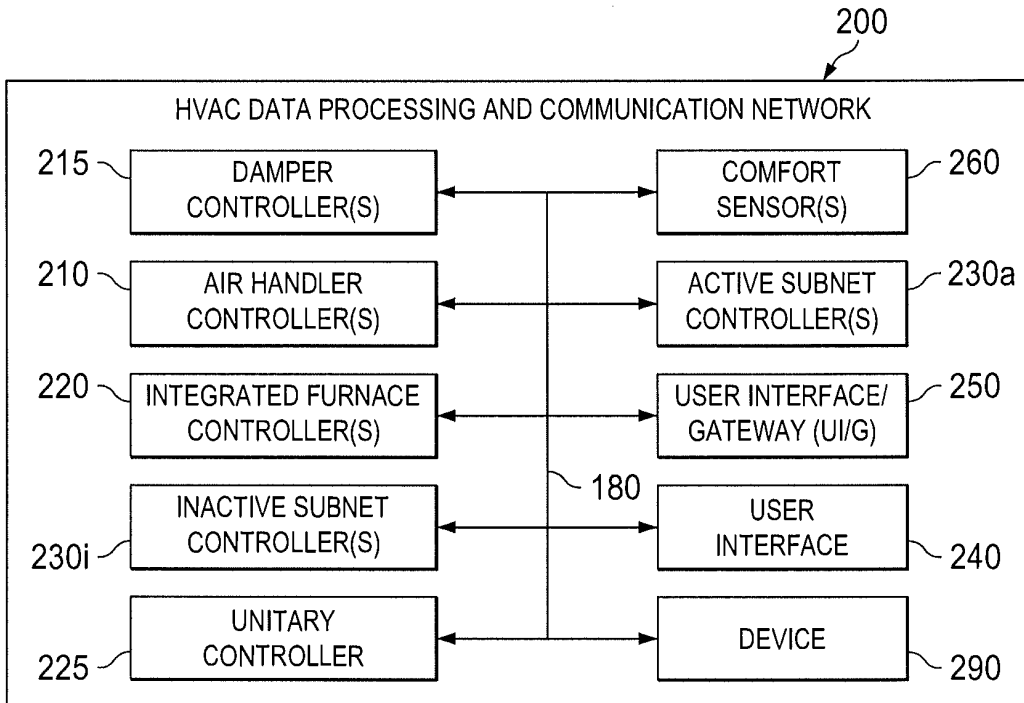 200
HVAC DATA PROCESSING AND COMMUNICATION NETWORK
215
DAMPER
CONTROLLER(S)
COMFORT
SENSOR(S)
260
210
AIR HANDLER
CONTROLLER(S)
ACTIVE SUBNET
CONTROLLER(S)
230a
220
INTEGRATED FURNACE
CONTROLLER(S)
USER INTERFACE/
GATEWAY (UI/G)
250
180
INACTIVE SUBNET
CONTROLLER(S)
230i
USER
INTERFACE
240
UNITARY
CONTROLLER
225
DEVICE
290